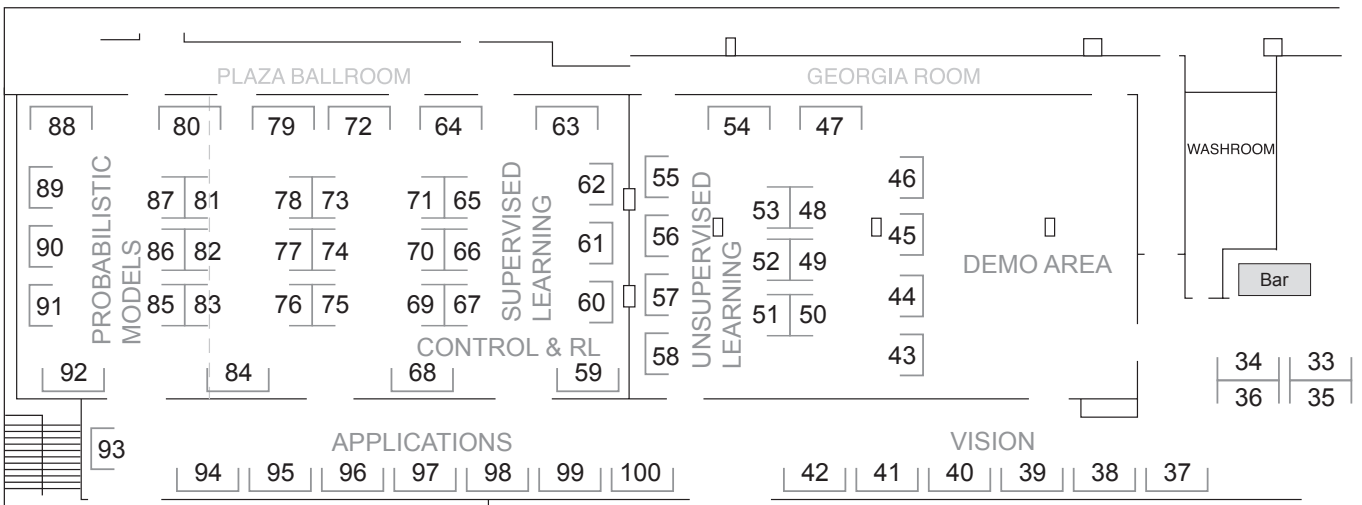 PLAZA BALLROOM
GEORGIA ROOM
88 80 79 72 64 63 54 47
WASHROOM
89 87 81 78 73 71 65 62 55 53 48 46
PROBABILISTIC
MODELS
SUPERVISED
LEARNING
UNSUPERVISED
LEARNING
90 86 82 77 74 70 66 61 56 52 49 45
DEMO AREA
Bar
91 85 83 76 75 69 67 60 57 51 50 44
CONTROL & RL
58 43
92 84 68 59
34 33
36 35
93
APPLICATIONS
VISION
94 95 96 97 98 99 100 42 41 40 39 38 37